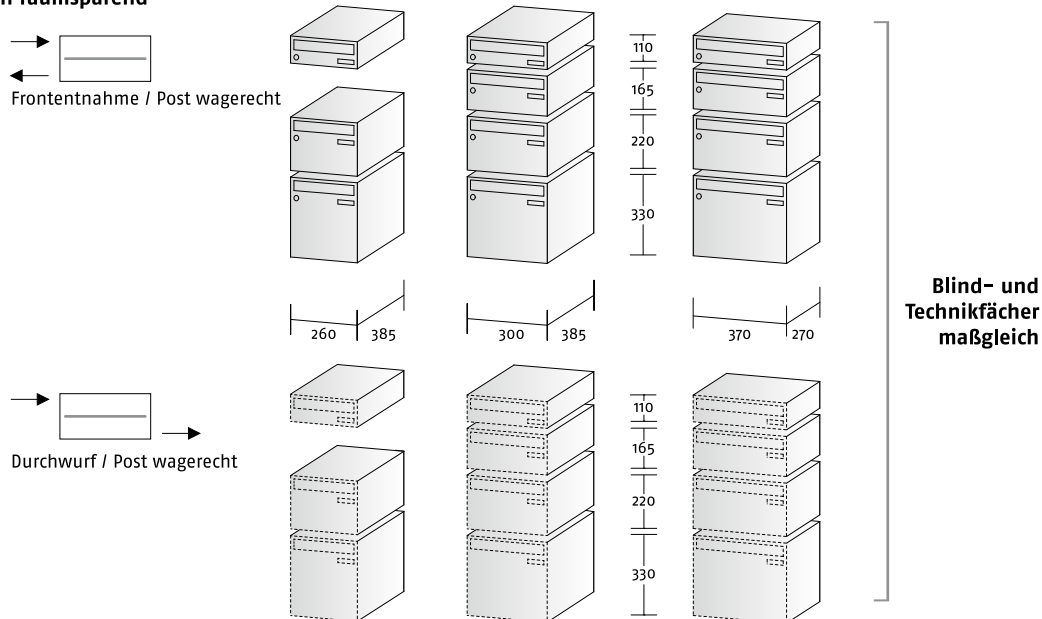 raumsparend
Frontentnahme / Post wagerecht
110
165
220
330
260
385
300
385
370
270
Blind- und
Technikfächer
maßgleich
Durchwurf / Post wagerecht
110
165
220
330